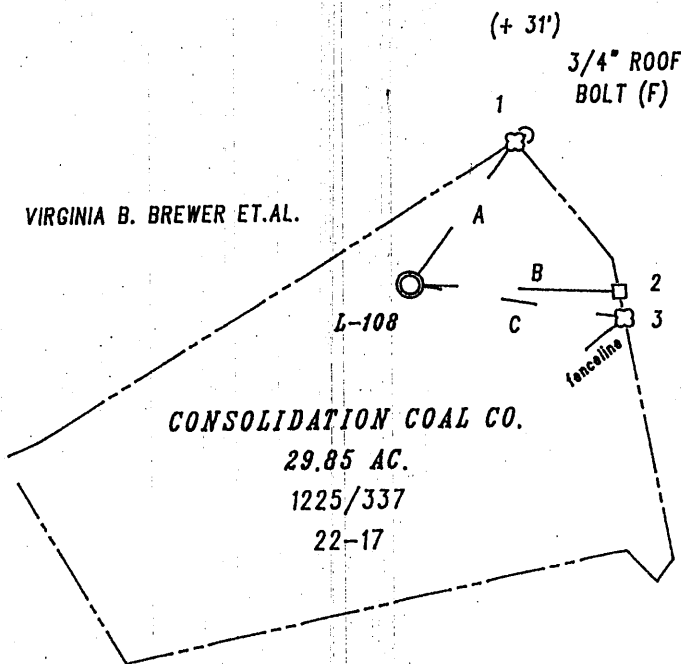 (+ 31')
3/4" ROOF
BOLT (F)
1
VIRGINIA B. BREWER ET.AL.
A
B
2
L-108
C
3
fenceline
CONSOLIDATION COAL CO.
29.85 AC.
1225/337
22-17